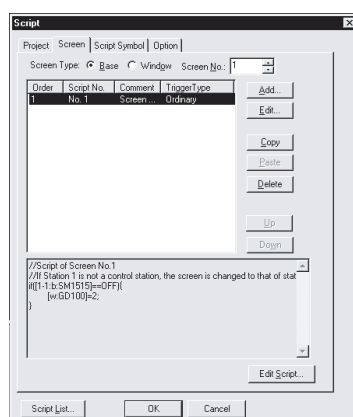 Script
Project Screen Script Symbol Option
Screen Type: Base Window Screen No.: 1
Order Script No. Comment TriggerType
1 No. 1 Screen ... Ordinary
Add...
Edit...
Copy
Paste
Delete
Up
Down
//Script of Screen No.1
//If Station 1 is not a control station, the screen is changed to that of stat
if([1-1:b:SM1515]==OFF){
[w:GD100]=2;
}
Edit Script...
Script List... OK Cancel